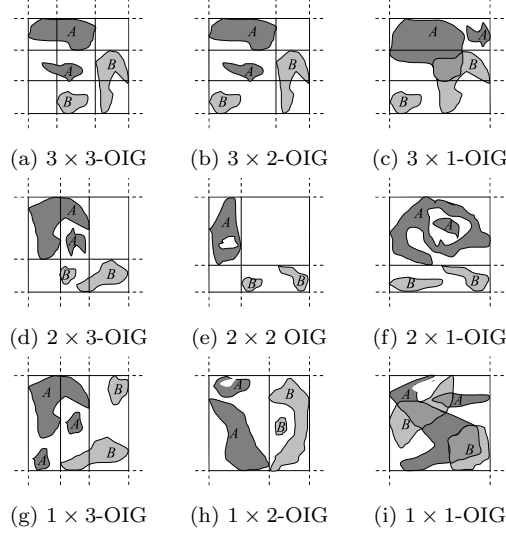 A A B
A A B
A A
A B
A B
B
B
B
B
(a) 3 × 3-OIG (b) 3 × 2-OIG (c) 3 × 1-OIG
A A A
A A
B B B B B B
(d) 2 × 3-OIG (e) 2 × 2 OIG (f) 2 × 1-OIG
A B A A A
A A B B B
A B
(g) 1 × 3-OIG (h) 1 × 2-OIG (i) 1 × 1-OIG